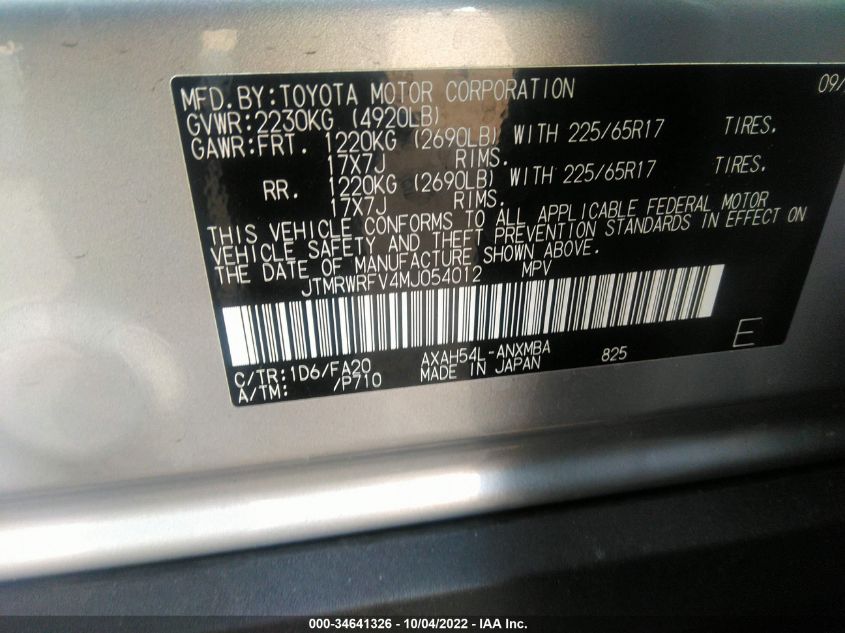 MFD.BY:TOYOTA MOTOR CORPORATION 09/
GVWR:2230KG (4920LB)
GAWR:FRT. 1220KG (2690LB) WITH 225/65R17 TIRES.
17X7J RIMS.
RR. 1220KG (2690LB) WITH 225/65R17 TIRES.
17X7J RIMS.
THIS VEHICLE CONFORMS TO ALL APPLICABLE FEDERAL MOTOR
VEHICLE SAFETY AND THEFT PREVENTION STANDARDS IN EFFECT ON
THE DATE OF MANUFACTURE SHOWN ABOVE.
JTMRWRFV4MJ054012 MPV
C/TR:1D6/FA20 AXAH54L-ANXMBA 825 E
A/TM: /P710 MADE IN JAPAN
000-34641326 - 10/04/2022 - IAA Inc.